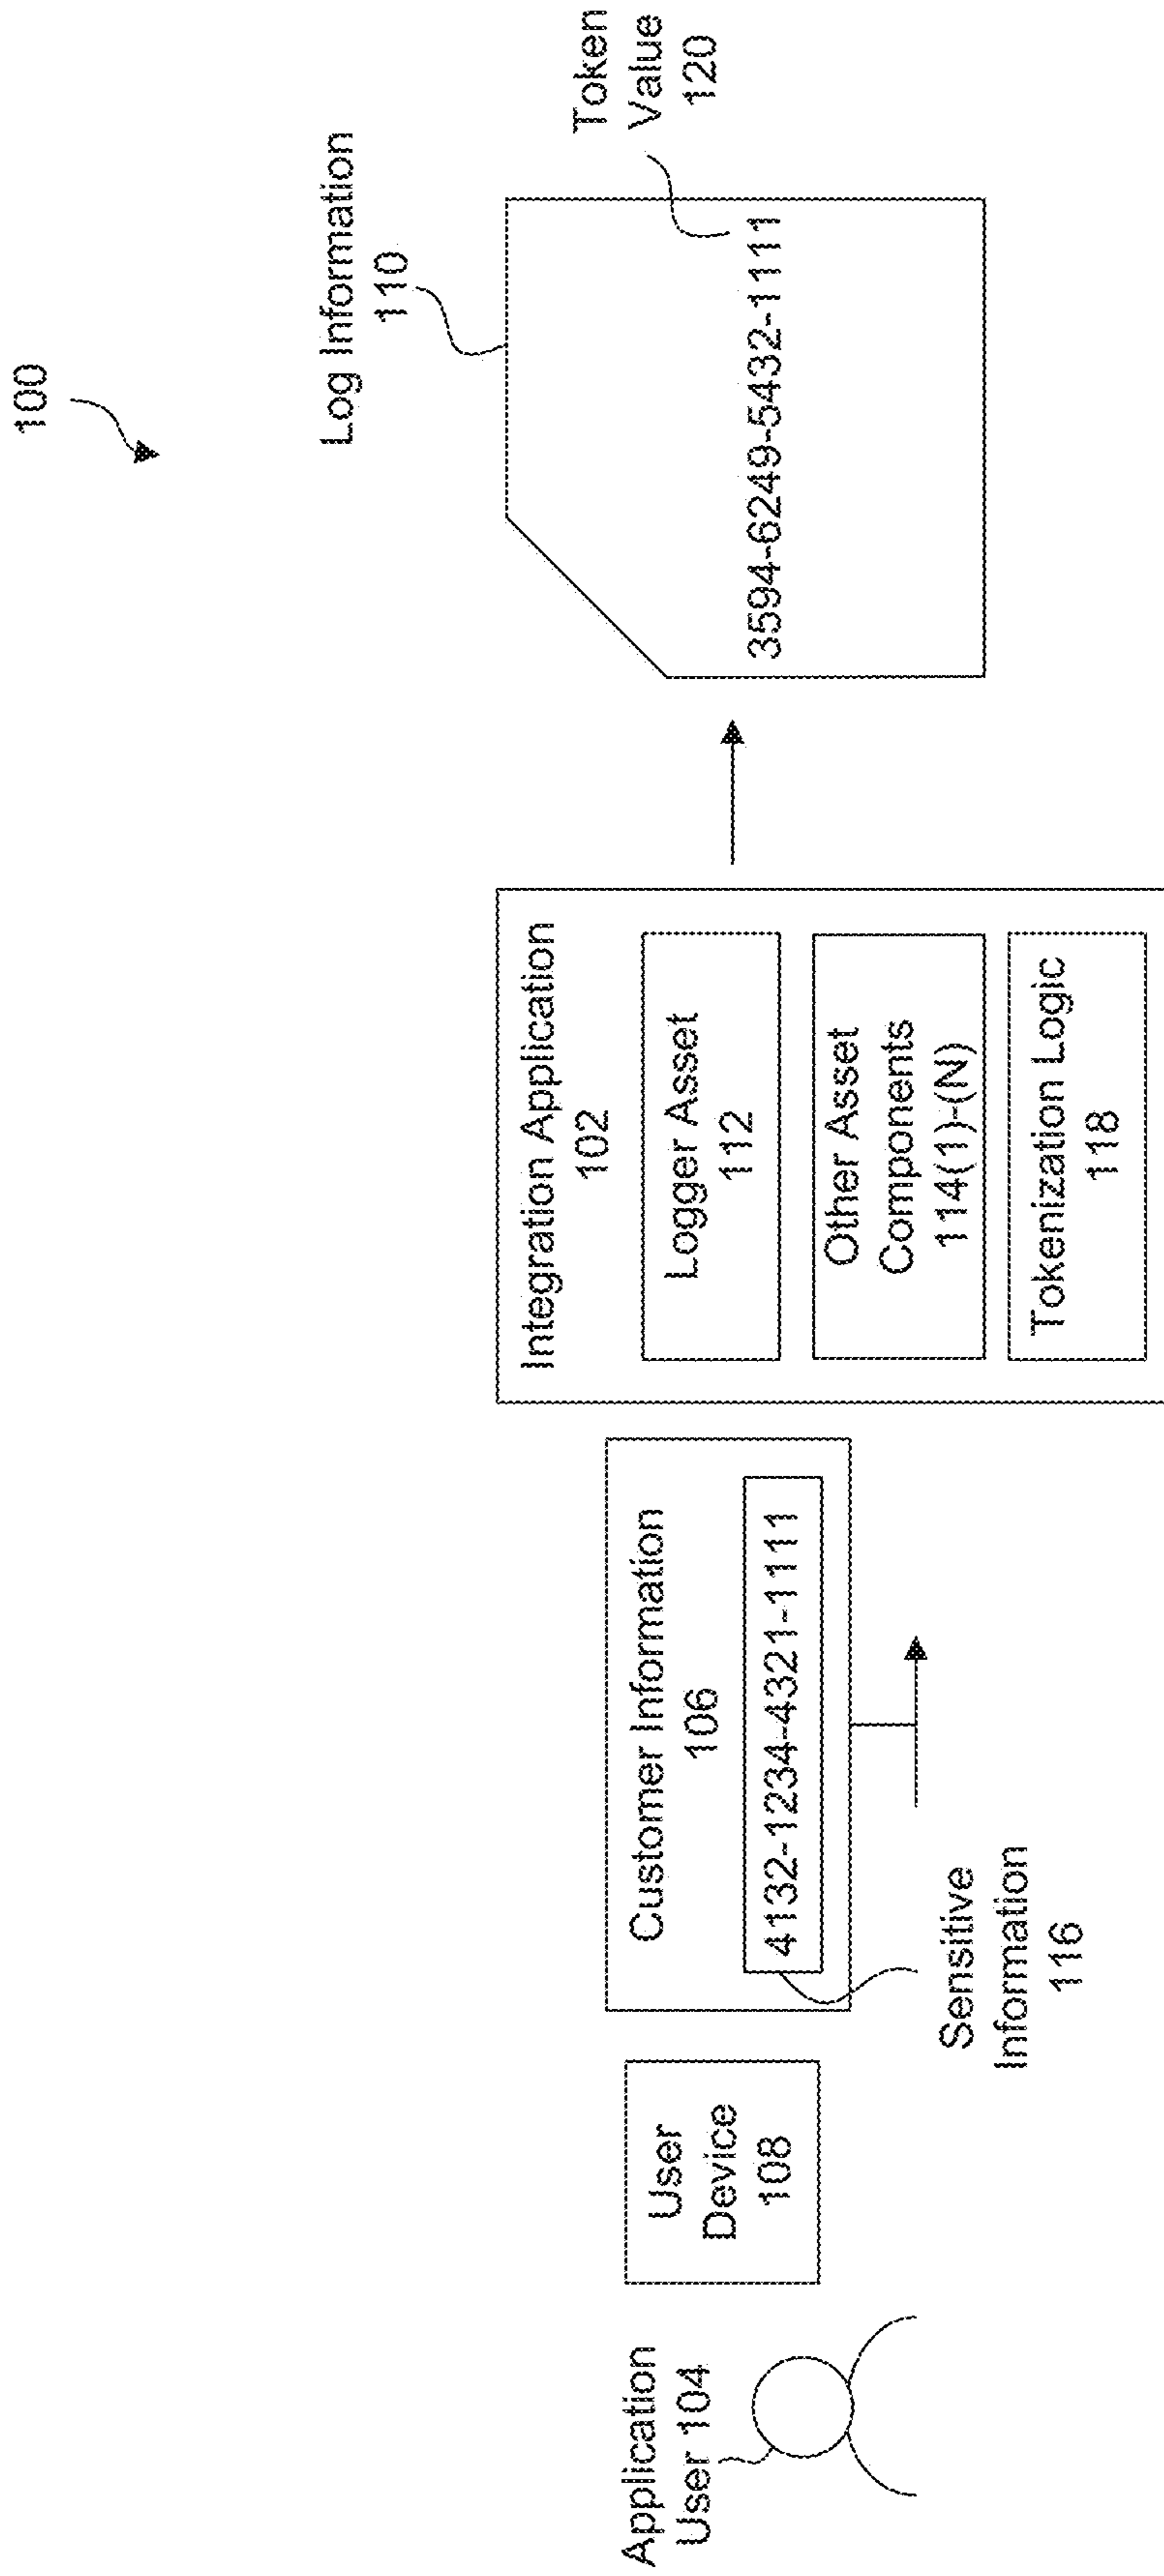 100
Application
User 104
User
Device
108
Customer Information
106
4132-1234-4321-1111
Sensitive
Information
116
Integration Application
102
Logger Asset
112
Other Asset
Components
114(1)-(N)
Tokenization Logic
118
Log Information
110
3594-6249-5432-1111
Token
Value
120